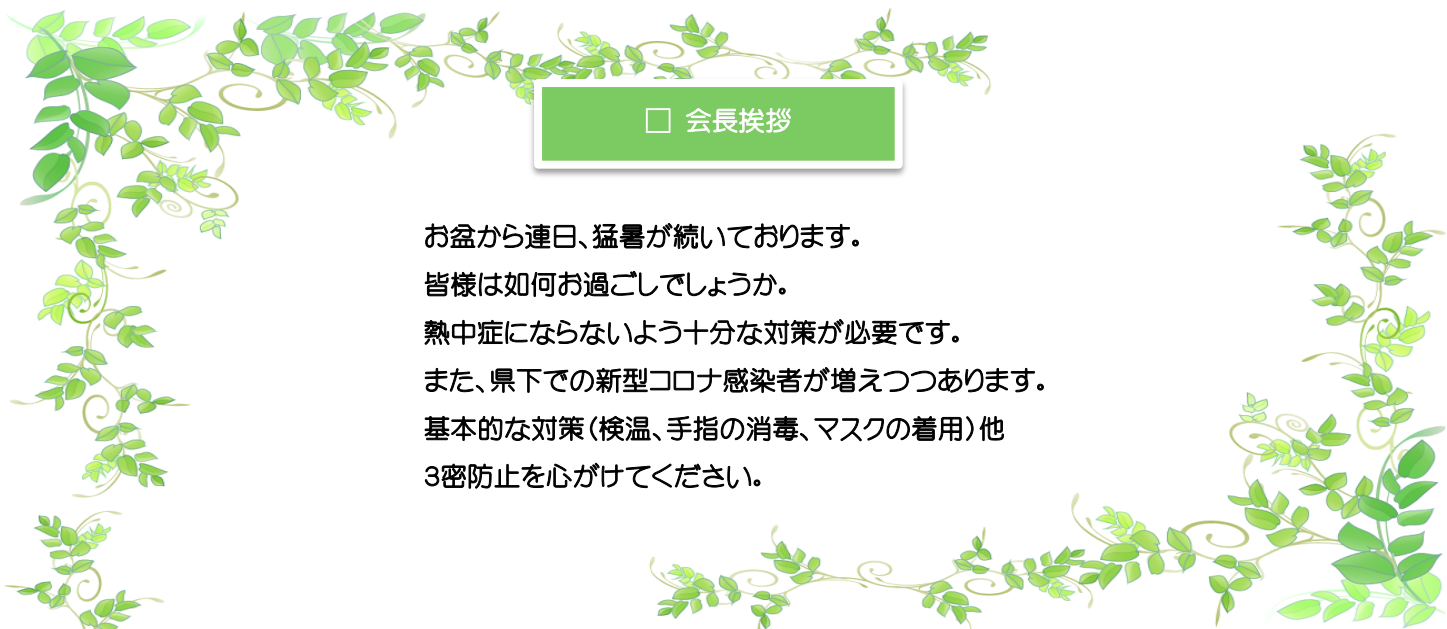 □ 会長挨拶
お盆から連日、猛暑が続いております。
皆様は如何お過ごしでしょうか。
熱中症にならないよう十分な対策が必要です。
また、県下での新型コロナ感染者が増えつつあります。
基本的な対策（検温、手指の消毒、マスクの着用）他
３密防止を心がけてください。